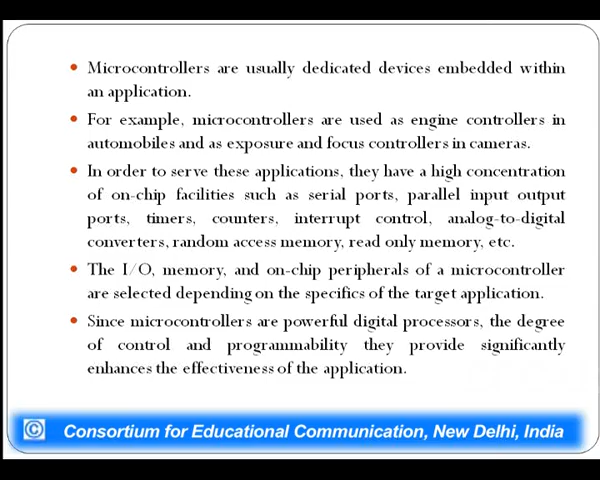 Microcontrollers are usually dedicated devices embedded within
an application.
For example, microcontrollers are used as engine controllers in
automobiles and as exposure and focus controllers in cameras.
In order to serve these applications, they have a high concentration
of on-chip facilities such as serial ports, parallel input output
ports, timers, counters, interrupt control, analog-to-digital
converters, random access memory, read only memory, etc.
The I/O, memory, and on-chip peripherals of a microcontroller
are selected depending on the specifics of the target application.
Since microcontrollers are powerful digital processors, the degree
of control and programmability they provide significantly
enhances the effectiveness of the application.
© Consortium for Educational Communication, New Delhi, India